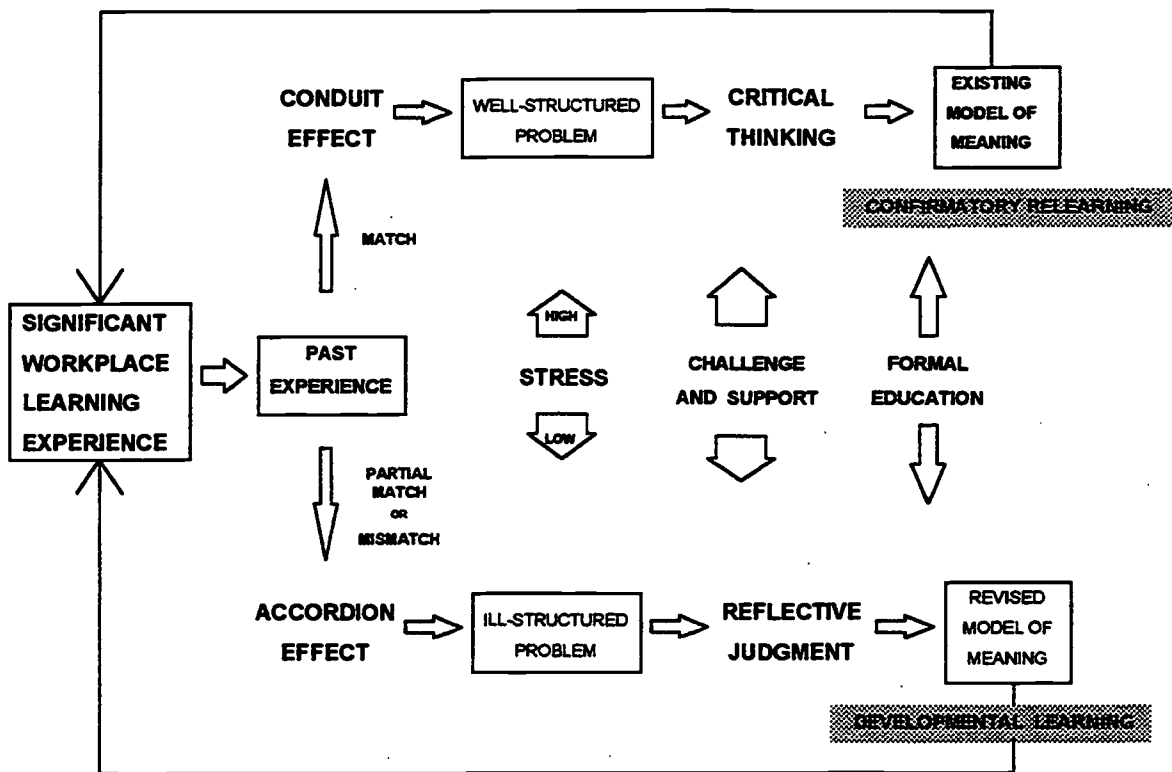 CONDUIT
EFFECT
WELL-STRUCTURED
PROBLEM
CRITICAL
THINKING
EXISTING
MODEL OF
MEANING
CONFIRMATORY RELEARNING
MATCH
SIGNIFICANT
WORKPLACE
LEARNING
EXPERIENCE
PAST
EXPERIENCE
HIGH
STRESS
LOW
CHALLENGE
AND SUPPORT
FORMAL
EDUCATION
PARTIAL
MATCH
OR
MISMATCH
ACCORDION
EFFECT
ILL-STRUCTURED
PROBLEM
REFLECTIVE
JUDGMENT
REVISED
MODEL OF
MEANING
DEVELOPMENTAL LEARNING